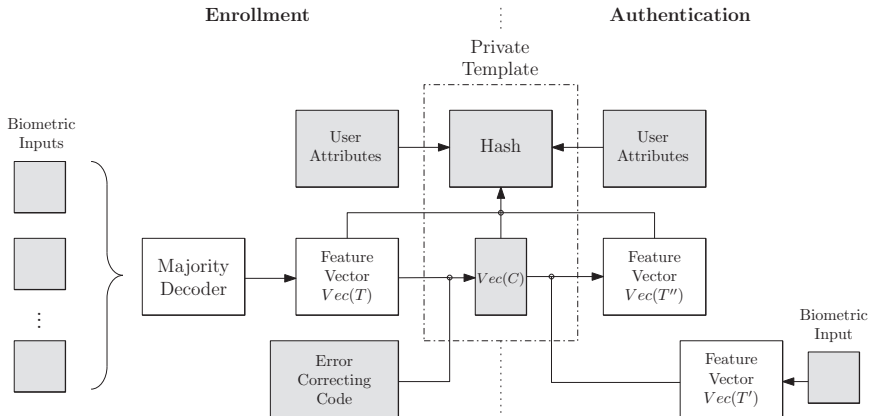 Enrollment
Authentication
Private
Template
Biometric
Inputs
User
Attributes
Hash
User
Attributes
Majority
Decoder
Feature
Vector
Vec(T)
Vec(C)
Feature
Vector
Vec(T'')
Biometric
Input
Error
Correcting
Code
Feature
Vector
Vec(T')